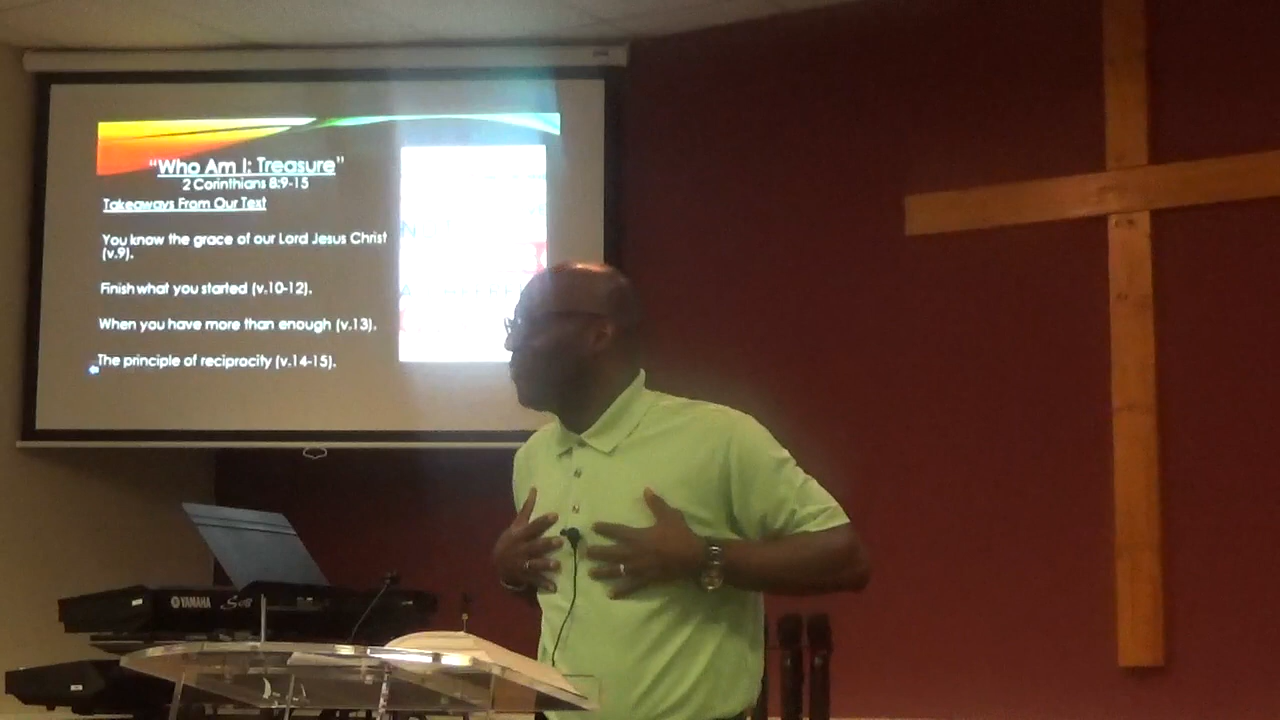 “Who Am I: Treasure”
2 Corinthians 8:9-15
Takeaways From Our Text
You know the grace of our Lord Jesus Christ
(v.9).
Finish what you started (v.10-12).
When you have more than enough (v.13).
The principle of reciprocity (v.14-15).
YAMAHA